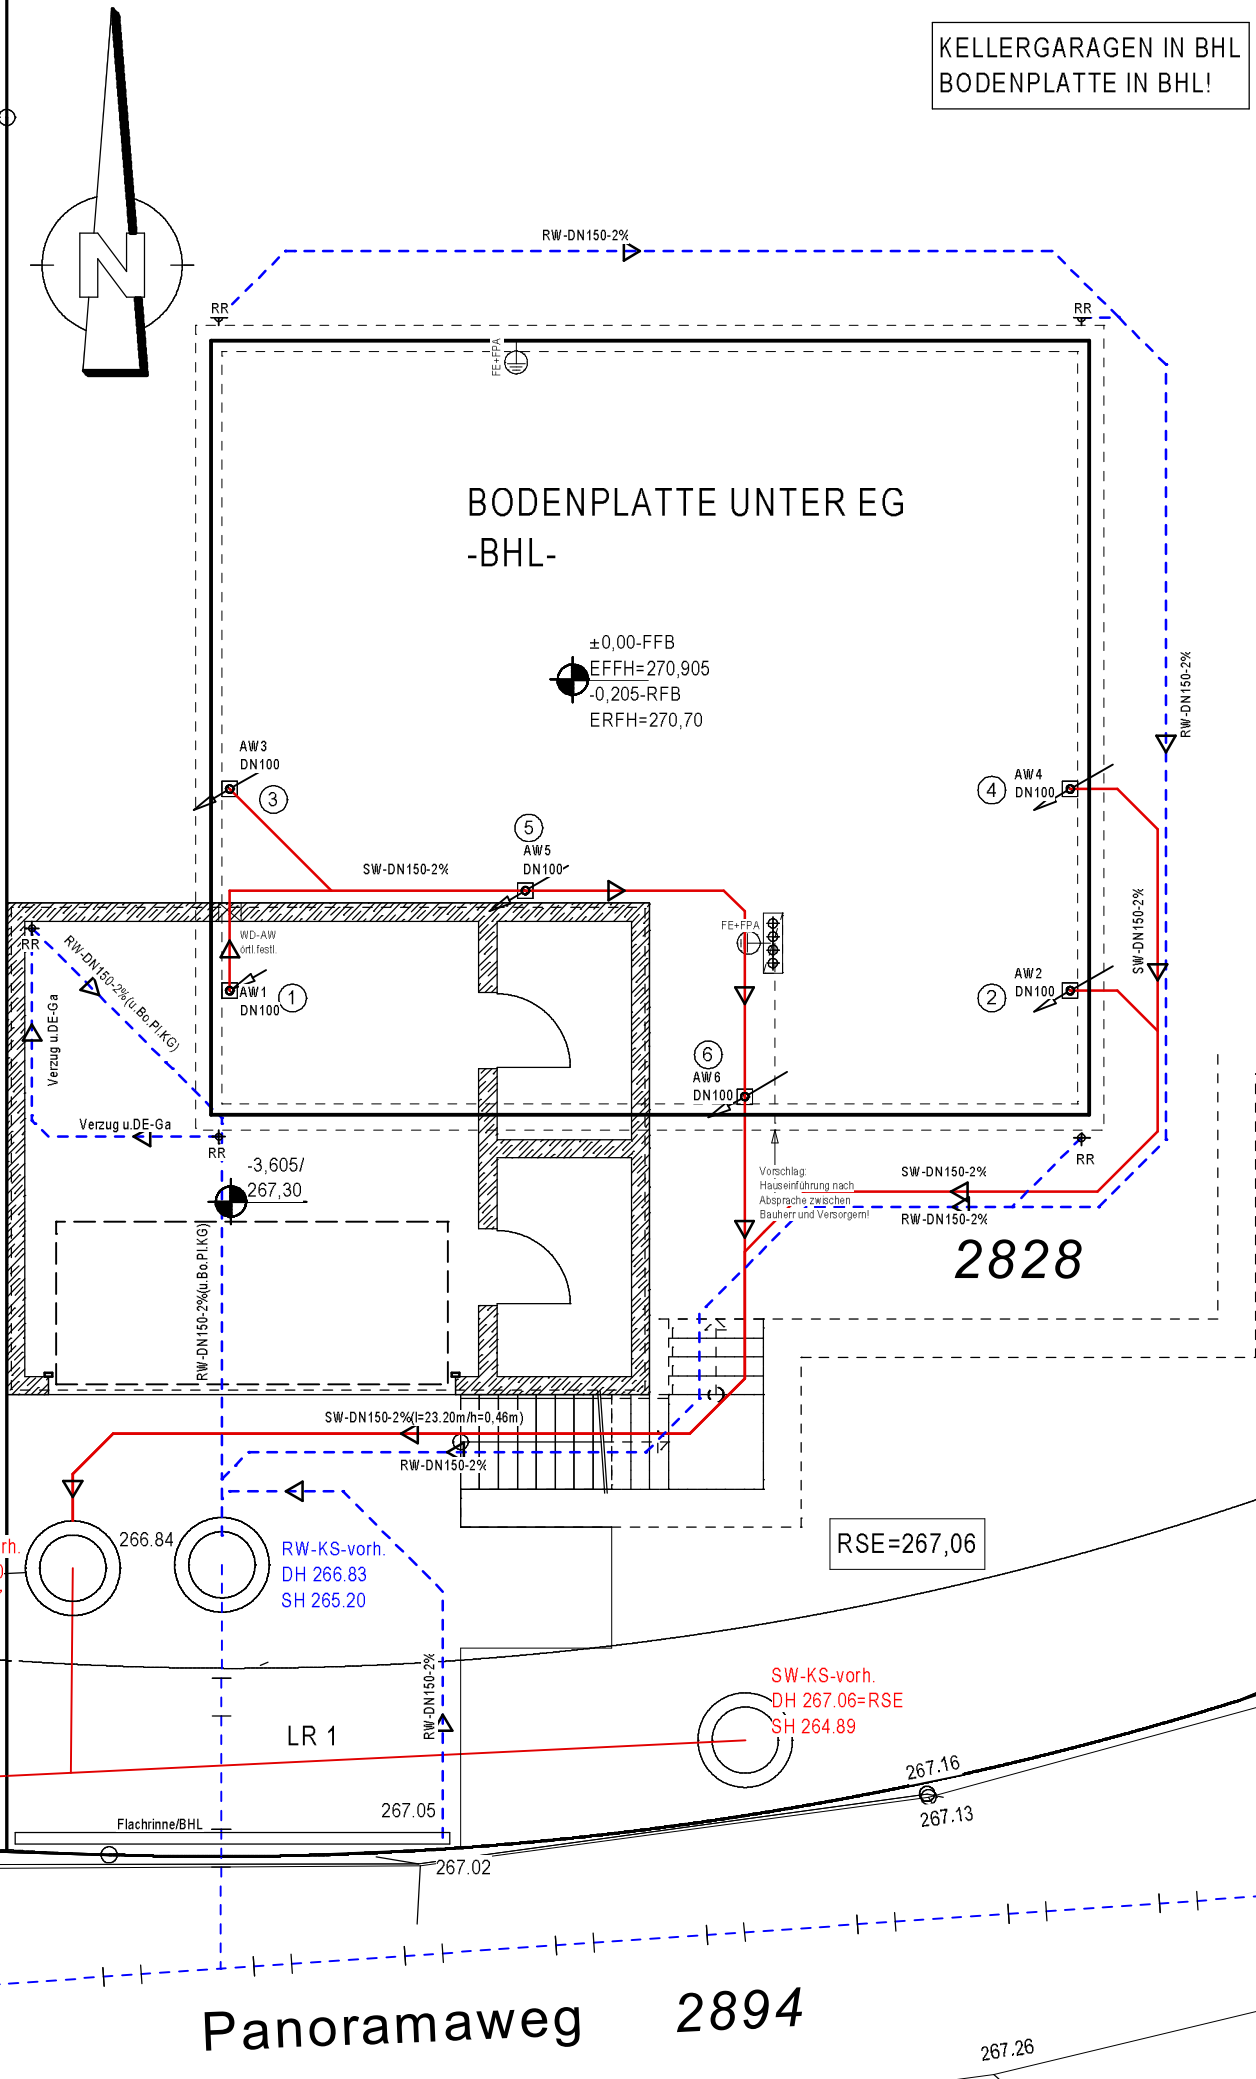 KELLERGARAGEN IN BHL
BODENPLATTE IN BHL!
N
RW-DN150-2%
RR
RR
FE+FPA
BODENPLATTE UNTER EG
-BHL-
±0,00-FFB
EFFH=270,905
-0,205-RFB
ERFH=270,70
RW-DN150-2%
AW3
DN100
3
4
AW4
DN100
5
AW5
DN100
SW-DN150-2%
SW-DN150-2%
FE+FPA
WD-AW
örtl.festl.
RR
RW-DN150-2%(u.Bo.Pl.KG)
Verzug u.DE-Ga
AW1
DN100
1
2
AW2
DN100
6
AW6
DN100
Verzug u.DE-Ga
RR
RR
-3,605/
267,30
Vorschlag:
Hauseinführung nach
Absprache zwischen
Bauherr und Versorgern!
SW-DN150-2%
RW-DN150-2%
2828
RW-DN150-2%(u.Bo.Pl.KG)
SW-DN150-2%(l=23.20m/h=0,46m)
RW-DN150-2%
rh.
266.84
RW-KS-vorh.
DH 266.83
SH 265.20
RSE=267,06
RW-DN150-2%
SW-KS-vorh.
DH 267.06=RSE
SH 264.89
LR 1
267.16
267.13
267.05
Flachrinne/BHL
267.02
Panoramaweg
2894
267.26